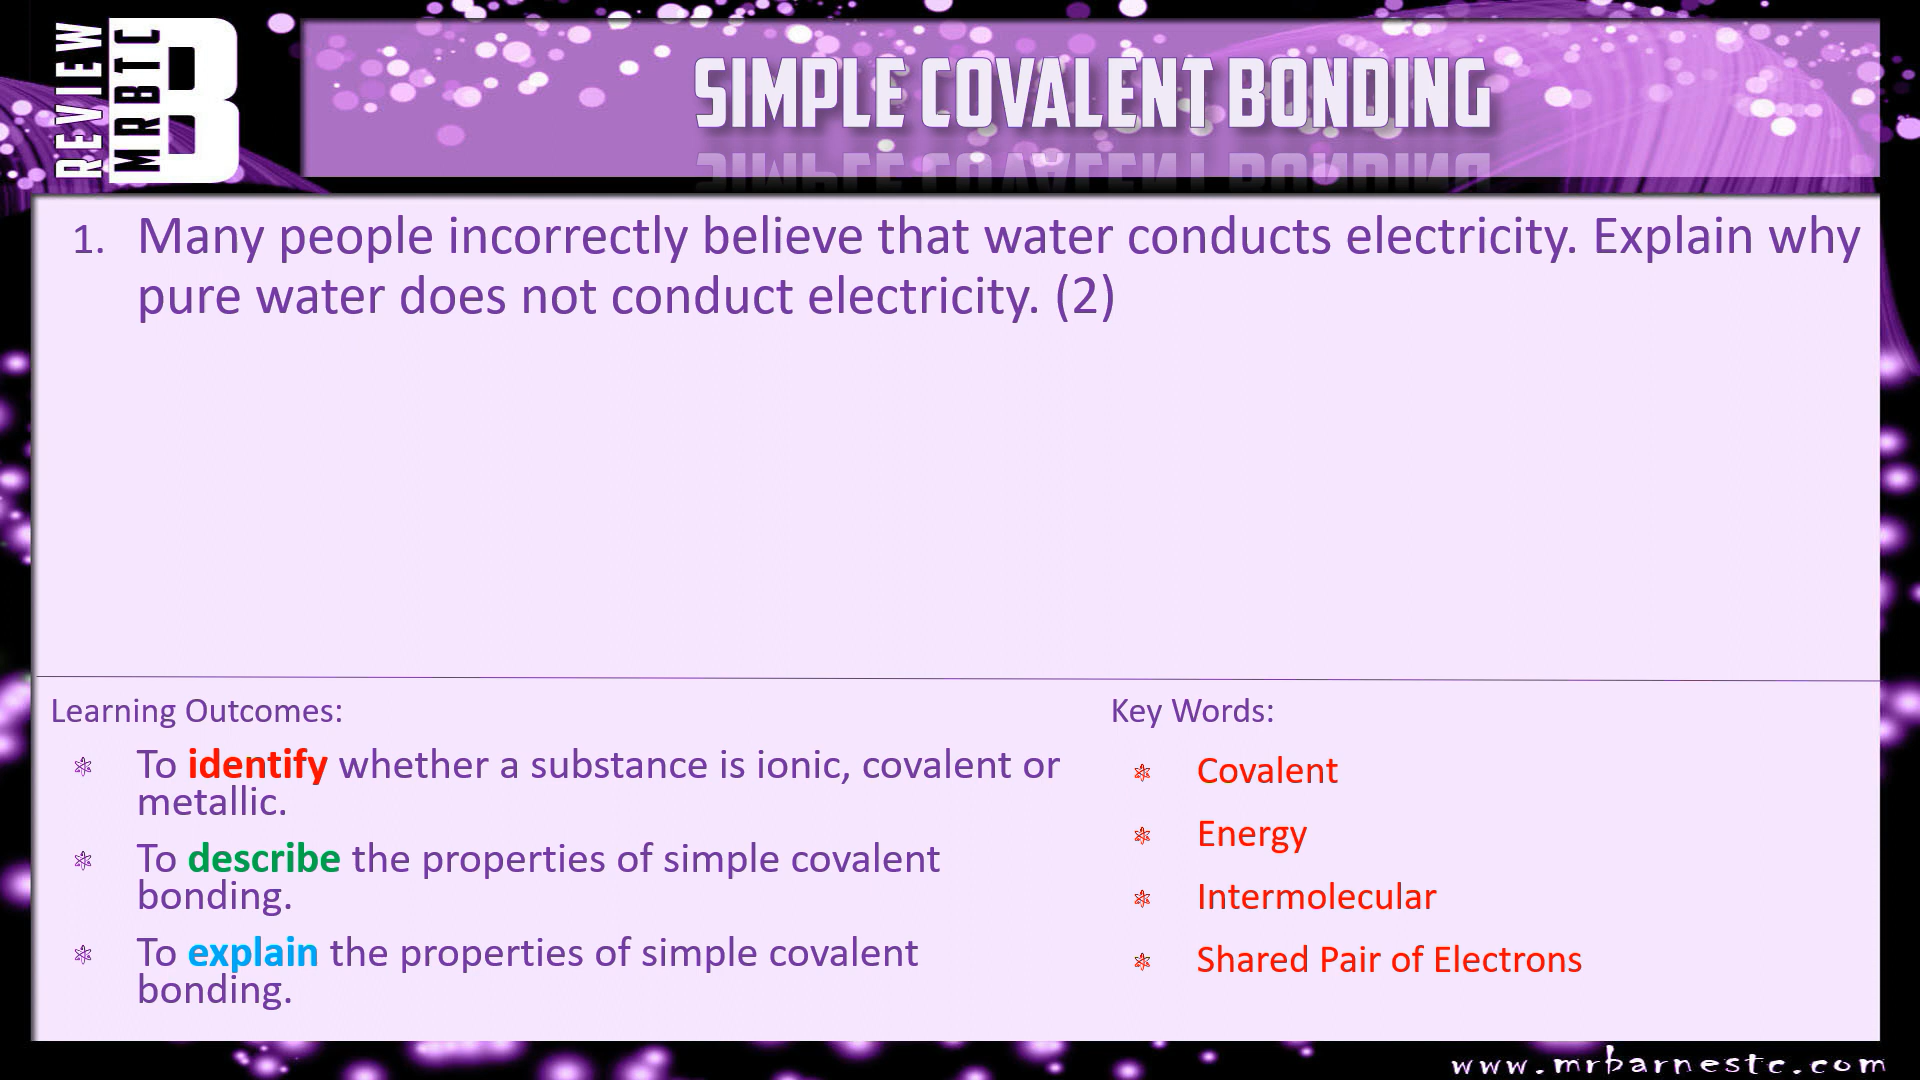 REVIEW
MRBTC
B
SIMPLE COVALENT BONDING
1. Many people incorrectly believe that water conducts electricity. Explain why
pure water does not conduct electricity. (2)
Learning Outcomes:
To identify whether a substance is ionic, covalent or
metallic.
To describe the properties of simple covalent
bonding.
To explain the properties of simple covalent
bonding.
Key Words:
Covalent
Energy
Intermolecular
Shared Pair of Electrons
www.mrbarnestc.com